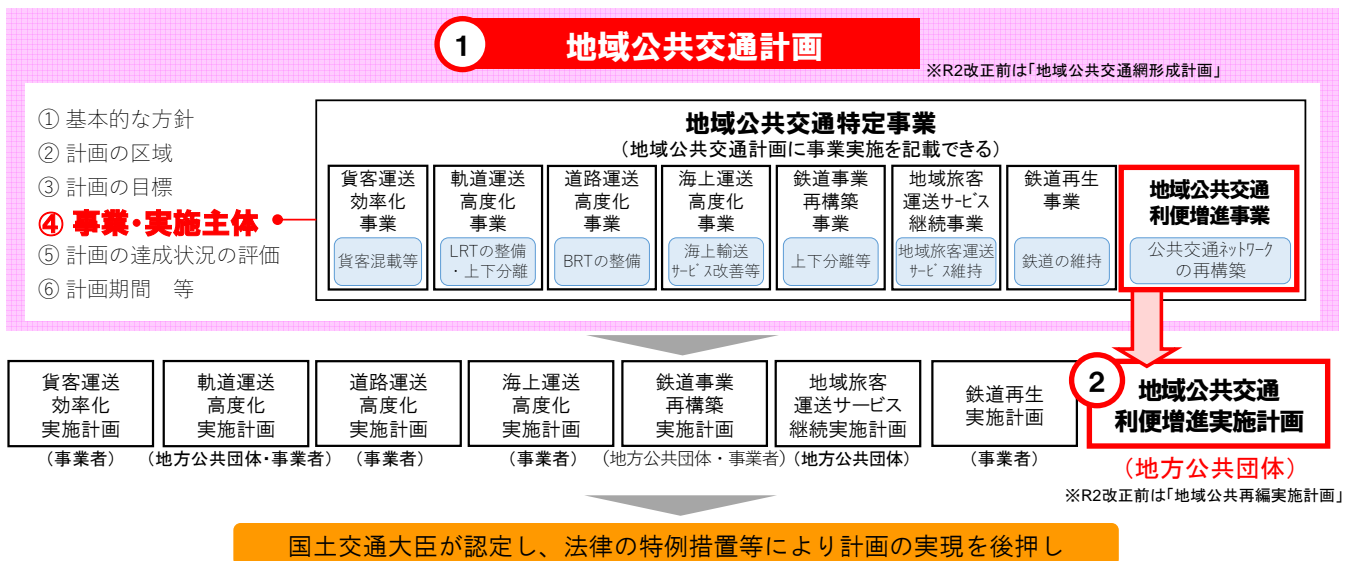 1
地域公共交通計画
※R2改正前は「地域公共交通網形成計画」
① 基本的な方針
② 計画の区域
③ 計画の目標
④ 事業・実施主体
⑤ 計画の達成状況の評価
⑥ 計画期間 等
地域公共交通特定事業
(地域公共交通計画に事業実施を記載できる)
貨客運送
効率化
事業
貨客混載等
軌道運送
高度化
事業
LRTの整備
・上下分離
道路運送
高度化
事業
BRTの整備
海上運送
高度化
事業
海上輸送
サービス改善等
鉄道事業
再構築
事業
上下分離等
地域旅客
運送サービス
継続事業
地域旅客運送
サービス維持
鉄道再生
事業
鉄道の維持
地域公共交通
利便増進事業
公共交通ネットワーク
の再構築
貨客運送
効率化
実施計画
(事業者)
軌道運送
高度化
実施計画
(地方公共団体・事業者)
道路運送
高度化
実施計画
(事業者)
海上運送
高度化
実施計画
(事業者)
鉄道事業
再構築
実施計画
(地方公共団体・事業者)
地域旅客
運送サービス
継続実施計画
(地方公共団体)
鉄道再生
実施計画
(事業者)
2
地域公共交通
利便増進実施計画
(地方公共団体)
※R2改正前は「地域公共再編実施計画」
国土交通大臣が認定し、法律の特例措置等により計画の実現を後押し